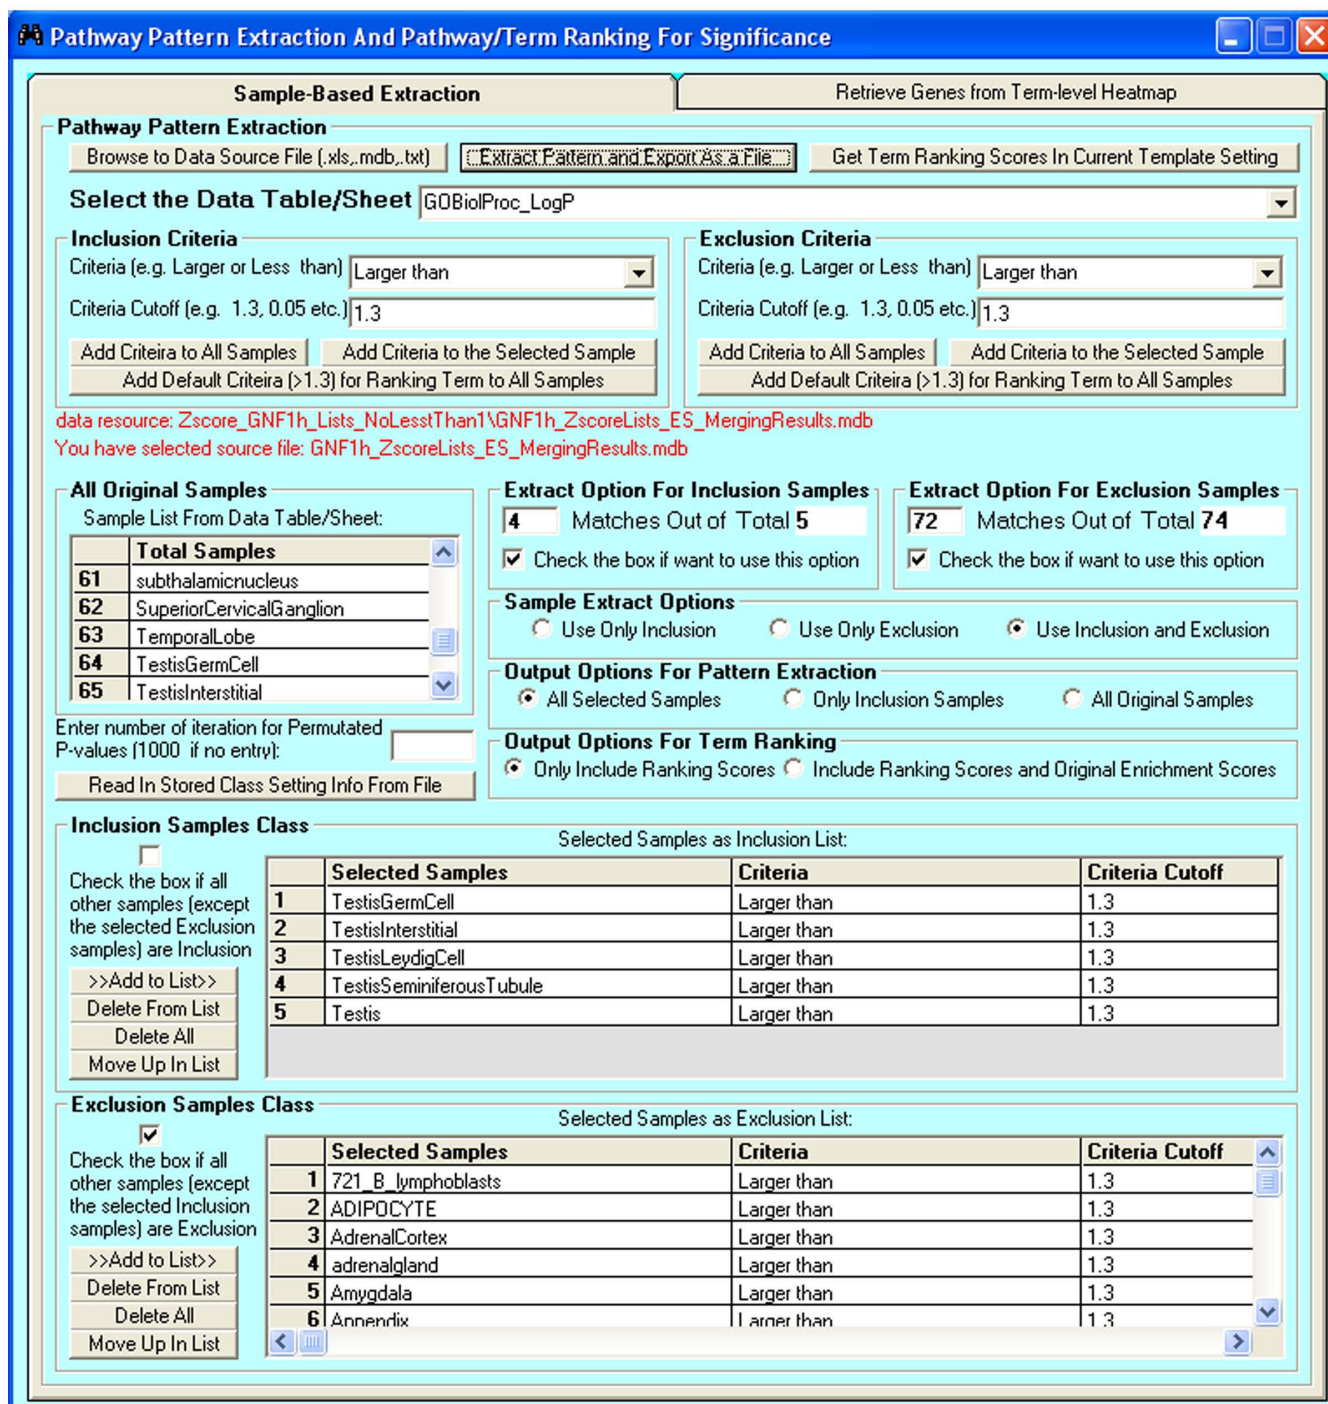 Pathway Pattern Extraction And Pathway/Term Ranking For Significance
Sample-Based Extraction
Retrieve Genes from Term-level Heatmap
Pathway Pattern Extraction
Browse to Data Source File (.xls,.mdb,.txt)
Extract Pattern and Export As a File
Get Term Ranking Scores In Current Template Setting
Select the Data Table/Sheet GOBiolProc_LogP
Inclusion Criteria
Criteria (e.g. Larger or Less than) Larger than
Criteria Cutoff (e.g. 1.3, 0.05 etc.) 1.3
Add Criteira to All Samples
Add Criteria to the Selected Sample
Add Default Criteira (>1.3) for Ranking Term to All Samples
Exclusion Criteria
Criteria (e.g. Larger or Less than) Larger than
Criteria Cutoff (e.g. 1.3, 0.05 etc.) 1.3
Add Criteira to All Samples
Add Criteria to the Selected Sample
Add Default Criteira (>1.3) for Ranking Term to All Samples
data resource: Zscore_GNF1h_Lists_NoLesstThan1\GNF1h_ZscoreLists_ES_MergingResults.mdb
You have selected source file: GNF1h_ZscoreLists_ES_MergingResults.mdb
All Original Samples
Sample List From Data Table/Sheet:
Total Samples
61 subthalamicnucleus
62 SuperiorCervicalGanglion
63 TemporalLobe
64 TestisGermCell
65 TestisInterstitial
Enter number of iteration for Permutated
P-values (1000 if no entry):
Read In Stored Class Setting Info From File
Extract Option For Inclusion Samples
4 Matches Out of Total 5
Check the box if want to use this option
Extract Option For Exclusion Samples
72 Matches Out of Total 74
Check the box if want to use this option
Sample Extract Options
Use Only Inclusion Use Only Exclusion Use Inclusion and Exclusion
Output Options For Pattern Extraction
All Selected Samples Only Inclusion Samples All Original Samples
Output Options For Term Ranking
Only Include Ranking Scores Include Ranking Scores and Original Enrichment Scores
Inclusion Samples Class
Check the box if all
other samples (except
the selected Exclusion
samples) are Inclusion
>>Add to List>>
Delete From List
Delete All
Move Up In List
Selected Samples as Inclusion List:
Selected Samples Criteria Criteria Cutoff
1 TestisGermCell Larger than 1.3
2 TestisInterstitial Larger than 1.3
3 TestisLeydigCell Larger than 1.3
4 TestisSeminiferousTubule Larger than 1.3
5 Testis Larger than 1.3
Exclusion Samples Class
Check the box if all
other samples (except
the selected Inclusion
samples) are Exclusion
>>Add to List>>
Delete From List
Delete All
Move Up In List
Selected Samples as Exclusion List:
Selected Samples Criteria Criteria Cutoff
1 721_B_lymphoblasts Larger than 1.3
2 ADIPOCYTE Larger than 1.3
3 AdrenalCortex Larger than 1.3
4 adrenalgland Larger than 1.3
5 Amygdala Larger than 1.3
6 Appendix Larger than 1.3